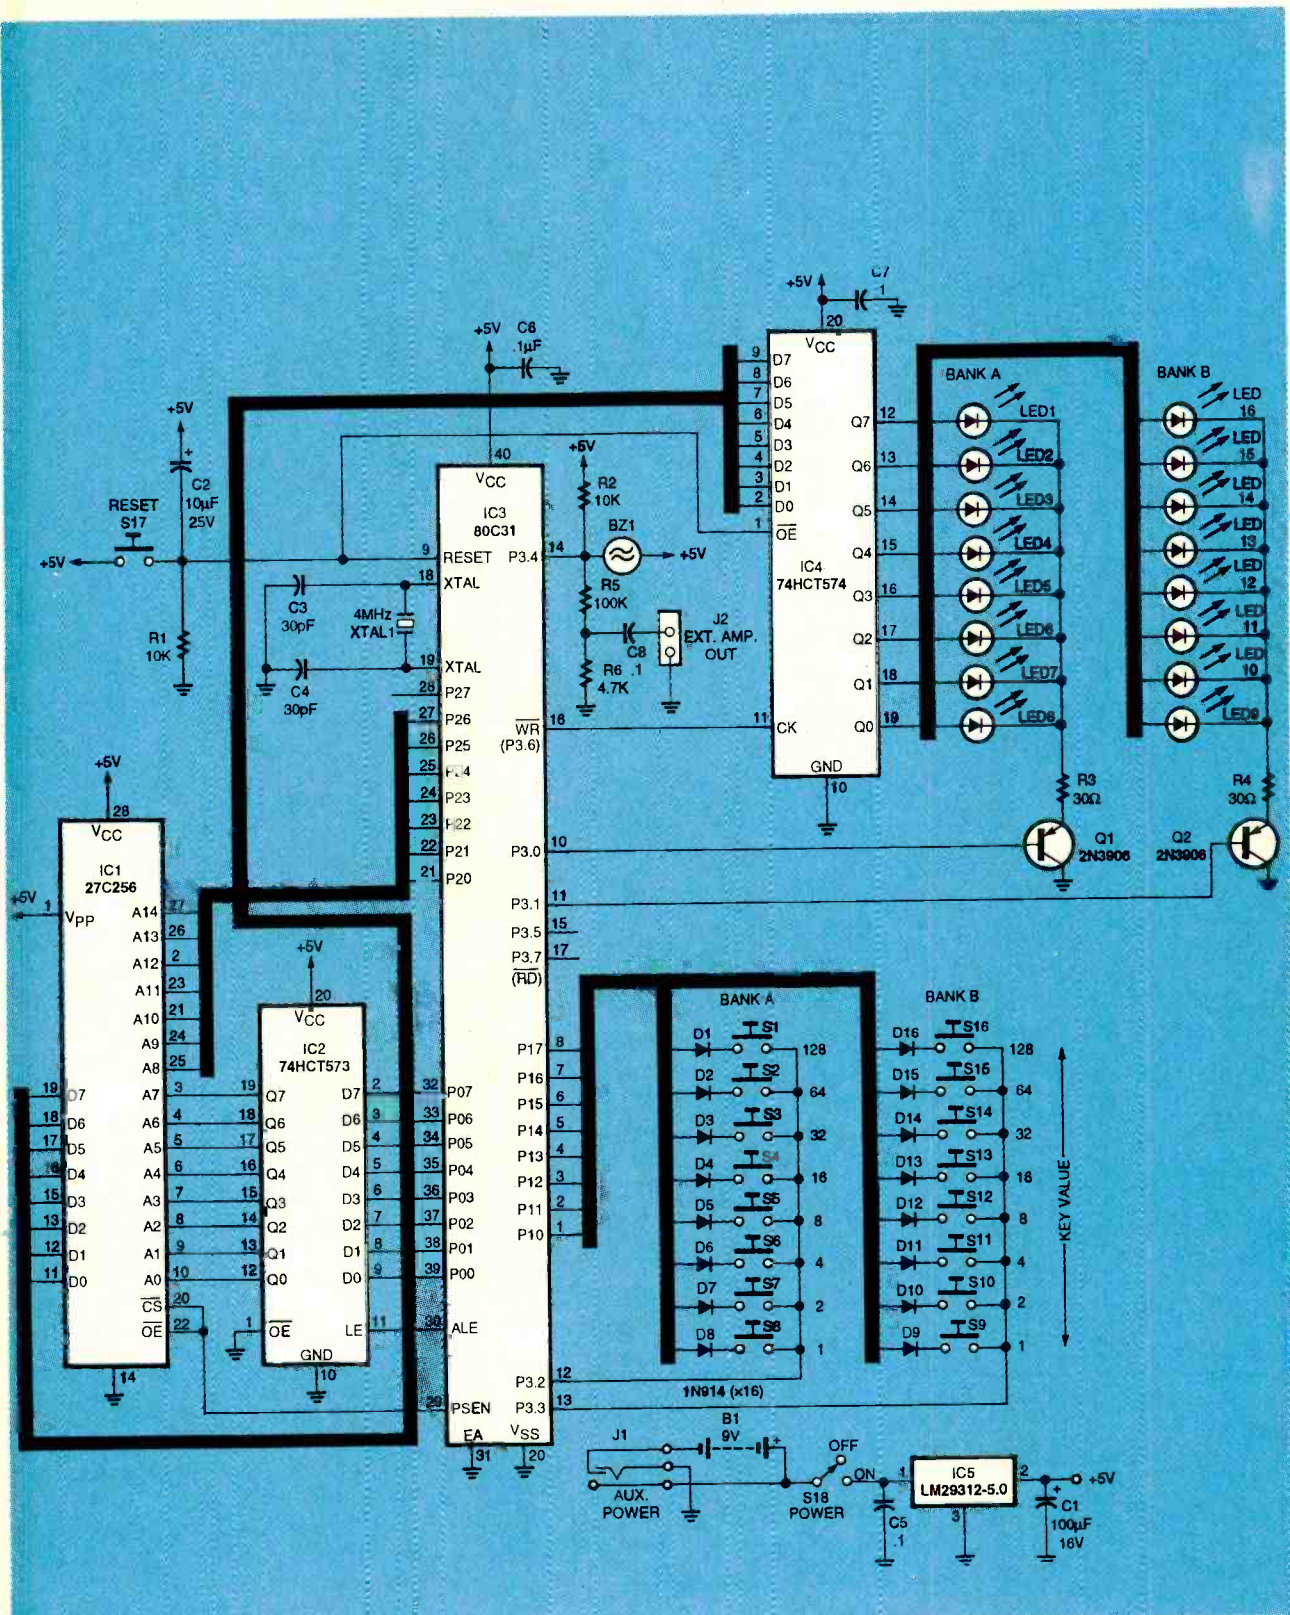 +5V
C7
.1
20
VCC
9 D7
8 D6
7 D5
6 D4
5 D3
4 D2
3 D1
2 D0
1 OE
IC4
74HCT574
Q7 12
Q6 13
Q5 14
Q4 15
Q3 16
Q2 17
Q1 18
Q0 19
11 CK
GND
10
BANK A
LED1
LED2
LED3
LED4
LED5
LED6
LED7
LED8
BANK B
LED 16
LED 15
LED 14
LED 13
LED 12
LED 11
LED 10
LED9
R3
30Ω
R4
30Ω
Q1
2N3906
Q2
2N3906
+5V
C6
.1µF
40
VCC
IC3
80C31
9 RESET
18 XTAL
19 XTAL
28 P27
27 P26
26 P25
25
24 P23
23
22 P21
21 P20
32 P07
33 P06
34 P05
35 P04
36 P03
37 P02
38 P01
39 P00
30 ALE
29 PSEN
EA
31
VSS
20
P3.4 14
WR 16
(P3.6)
P3.0 10
P3.1 11
P3.5 15
P3.7 17
(RD)
P17 8
P16 7
P15 6
P14 5
P13 4
P12 3
P11 2
P10 1
P3.2 12
P3.3 13
+5V
R2
10K
BZ1
+5V
R5
100K
C8
.1
R6
4.7K
J2
EXT. AMP.
OUT
+5V
+
C2
10µF
25V
RESET
S17
+5V
R1
10K
C3
30pF
4MHz
XTAL1
C4
30pF
+5V
28
VCC
IC1
27C256
+5V
1
VPP
A14 27
A13 26
A12 2
A11 23
A10 21
A9 24
A8 25
A7 3
A6 4
A5 5
A4 6
A3 7
A2 8
A1 9
A0 10
CS 20
OE 22
19 D7
18 D6
17 D5
16 D4
15 D3
13 D2
12 D1
11 D0
14
+5V
20
VCC
IC2
74HCT573
19 Q7
18 Q6
17 Q5
16 Q4
15 Q3
14 Q2
13 Q1
12 Q0
1 OE
D7 2
D6 3
D5 4
D4 5
D3 6
D2 7
D1 8
D0 9
LE 11
GND
10
BANK A
D1 S1 128
D2 S2 64
D3 S3 32
D4 S4 16
D5 S5 8
D6 S6 4
D7 S7 2
D8 S8 1
BANK B
D16 S16 128
D15 S15 64
D14 S14 32
D13 S13 16
D12 S12 8
D11 S11 4
D10 S10 2
D9 S9 1
KEY VALUE
1N914 (×16)
J1
AUX.
POWER
B1
9V
+
OFF
ON
S18
POWER
C5
.1
1
IC5
LM29312-5.0
2
3
+5V
+
C1
100µF
16V